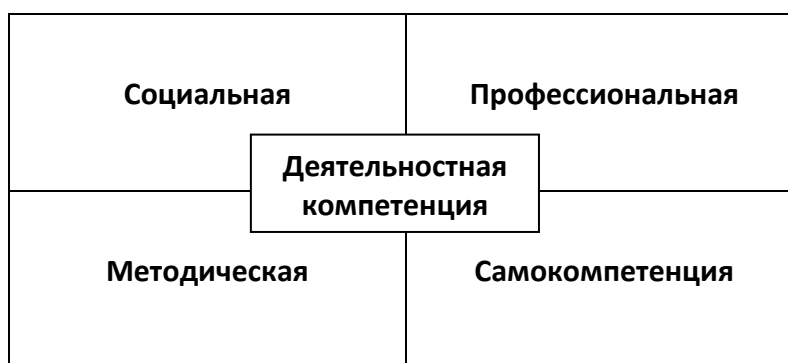 Социальная
Профессиональная
Деятельностная
компетенция
Методическая
Самокомпетенция